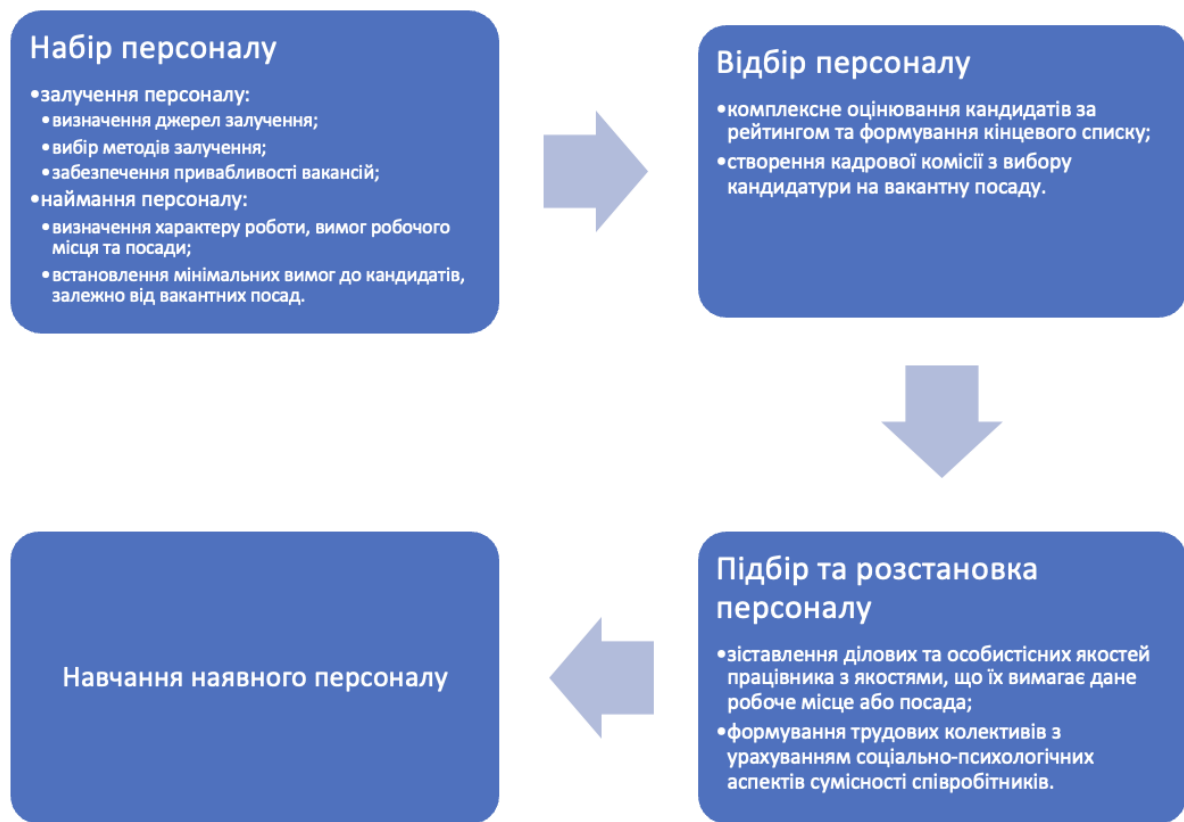 Набір персоналу
•залучення персоналу:
•визначення джерел залучення;
•вибір методів залучення;
•забезпечення привабливості вакансій;
•наймання персоналу:
•визначення характеру роботи, вимог робочого
місця та посади;
•встановлення мінімальних вимог до кандидатів,
залежно від вакантних посад.
Відбір персоналу
•комплексне оцінювання кандидатів за
рейтингом та формування кінцевого списку;
•створення кадрової комісії з вибору
кандидатури на вакантну посаду.
Підбір та розстановка
персоналу
•зіставлення ділових та особистісних якостей
працівника з якостями, що їх вимагає дане
робоче місце або посада;
•формування трудових колективів з
урахуванням соціально-психологічних
аспектів сумісності співробітників.
Навчання наявного персоналу